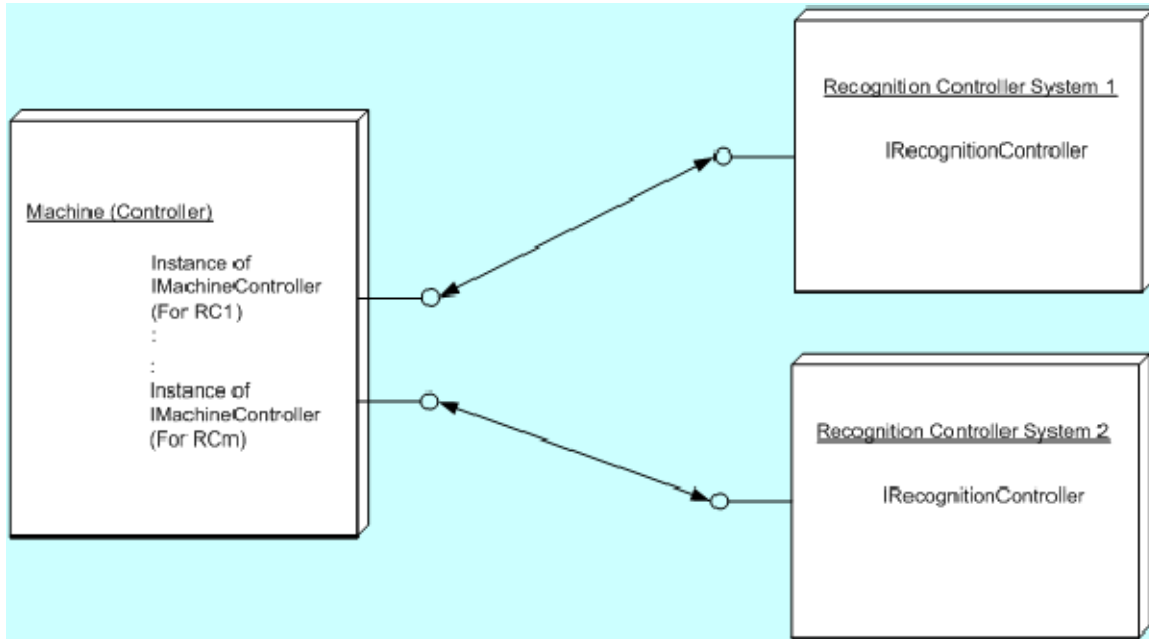 Machine (Controller)
Instance of
IMachineController
(For RC1)
:
:
Instance of
IMachineController
(For RCm)
Recognition Controller System 1
IRecognitionController
Recognition Controller System 2
IRecognitionController